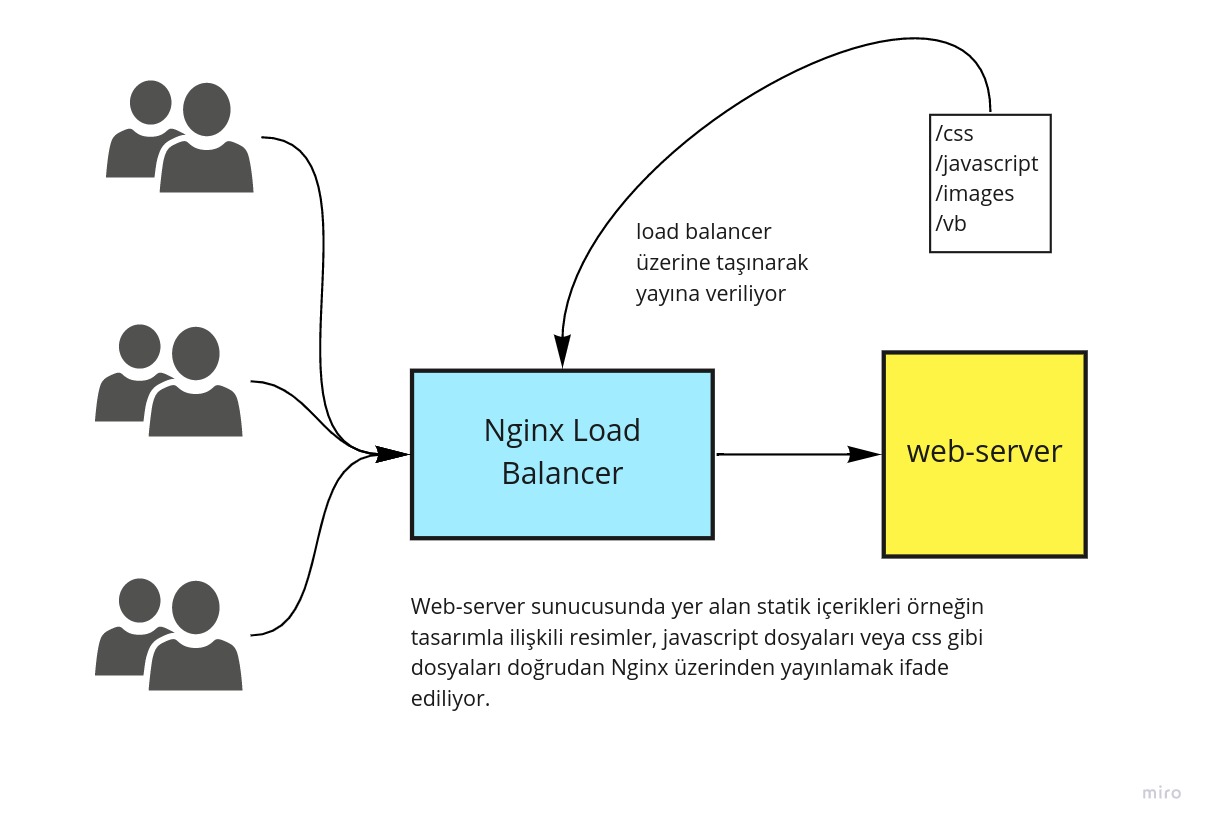 /css
/javascript
/images
/vb
load balancer
üzerine taşınarak
yayına veriliyor
Nginx Load
Balancer
web-server
Web-server sunucusunda yer alan statik içerikleri örneğin
tasarımla ilişkili resimler, javascript dosyaları veya css gibi
dosyaları doğrudan Nginx üzerinden yayınlamak ifade
ediliyor.
miro